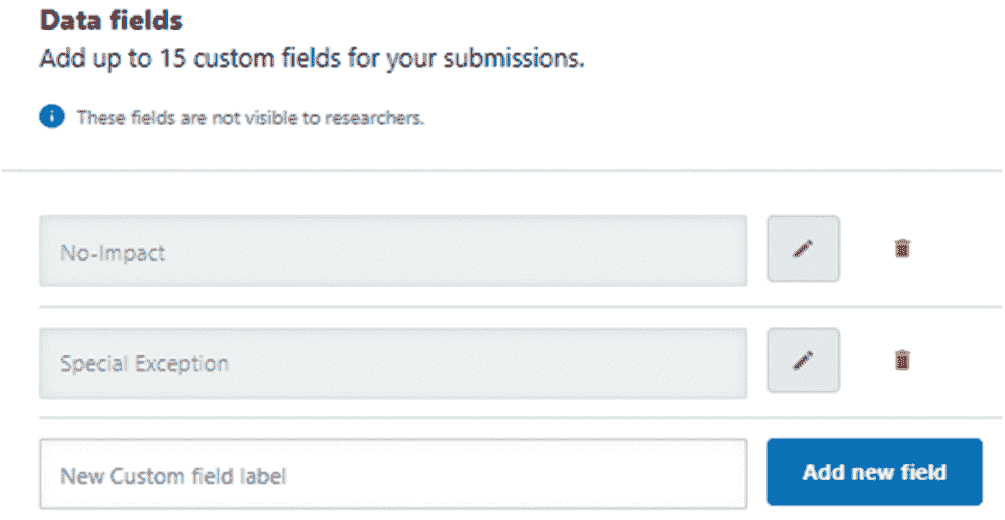 Data fields
Add up to 15 custom fields for your submissions.
These fields are not visible to researchers.
No-Impact
Special Exception
New Custom field label
Add new field